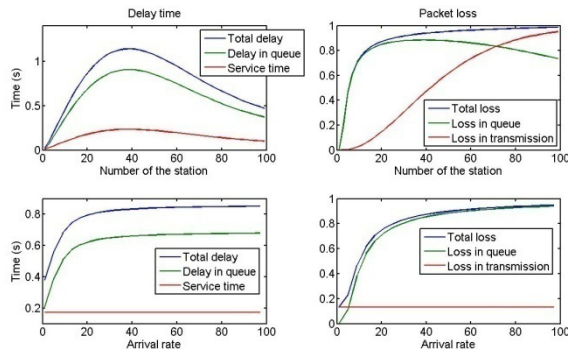 Delay time
Packet loss
Time (s)
1.5
1
0.5
0
Total delay
Delay in queue
Service time
0 20 40 60 80 100
Number of the station
1
0.8
0.6
0.4
0.2
0
Total loss
Loss in queue
Loss in transmission
0 20 40 60 80 100
Number of the station
Time (s)
0.8
0.6
0.4
0.2
Total delay
Delay in queue
Service time
0 20 40 60 80 100
Arrival rate
1
0.8
0.6
0.4
0.2
0
Total loss
Loss in queue
Loss in transmission
0 20 40 60 80 100
Arrival rate